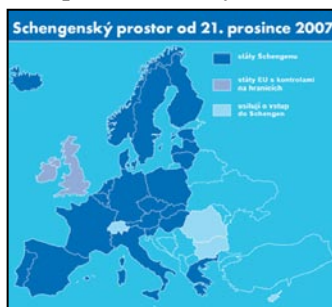 Schengenský prostor od 21. prosince 2007
státy Schengenu
státy EU s kontrolami
na hranicích
usilují o vstup
do Schengen